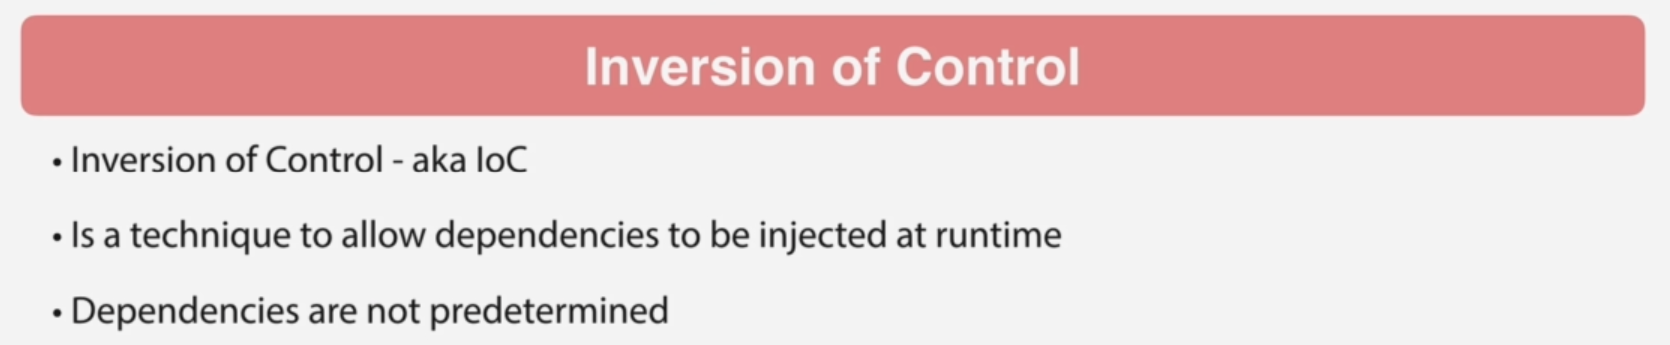 Inversion of Control
• Inversion of Control - aka IoC
• Is a technique to allow dependencies to be injected at runtime
• Dependencies are not predetermined